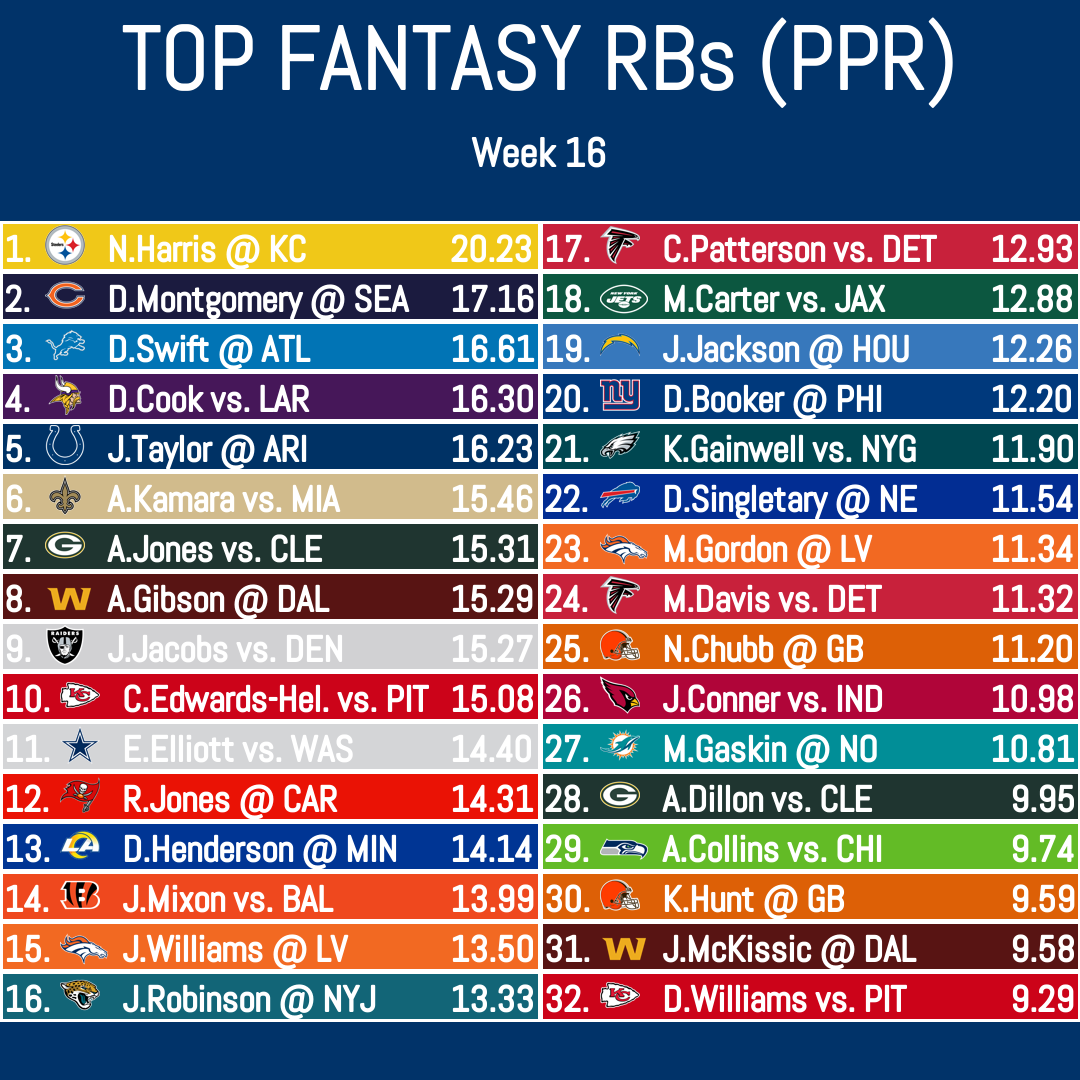 TOP FANTASY RBs (PPR)
Week 16
1. Steelers N.Harris @ KC 20.23
2. D.Montgomery @ SEA 17.16
3. D.Swift @ ATL 16.61
4. D.Cook vs. LAR 16.30
5. J.Taylor @ ARI 16.23
6. A.Kamara vs. MIA 15.46
7. G A.Jones vs. CLE 15.31
8. W A.Gibson @ DAL 15.29
9. RAIDERS J.Jacobs vs. DEN 15.27
10. KC C.Edwards-Hel. vs. PIT 15.08
11. E.Elliott vs. WAS 14.40
12. R.Jones @ CAR 14.31
13. LA D.Henderson @ MIN 14.14
14. J.Mixon vs. BAL 13.99
15. J.Williams @ LV 13.50
16. J.Robinson @ NYJ 13.33
17. C.Patterson vs. DET 12.93
18. NEW YORK JETS M.Carter vs. JAX 12.88
19. J.Jackson @ HOU 12.26
20. ny D.Booker @ PHI 12.20
21. K.Gainwell vs. NYG 11.90
22. D.Singletary @ NE 11.54
23. M.Gordon @ LV 11.34
24. M.Davis vs. DET 11.32
25. N.Chubb @ GB 11.20
26. J.Conner vs. IND 10.98
27. M.Gaskin @ NO 10.81
28. G A.Dillon vs. CLE 9.95
29. A.Collins vs. CHI 9.74
30. K.Hunt @ GB 9.59
31. W J.McKissic @ DAL 9.58
32. KC D.Williams vs. PIT 9.29